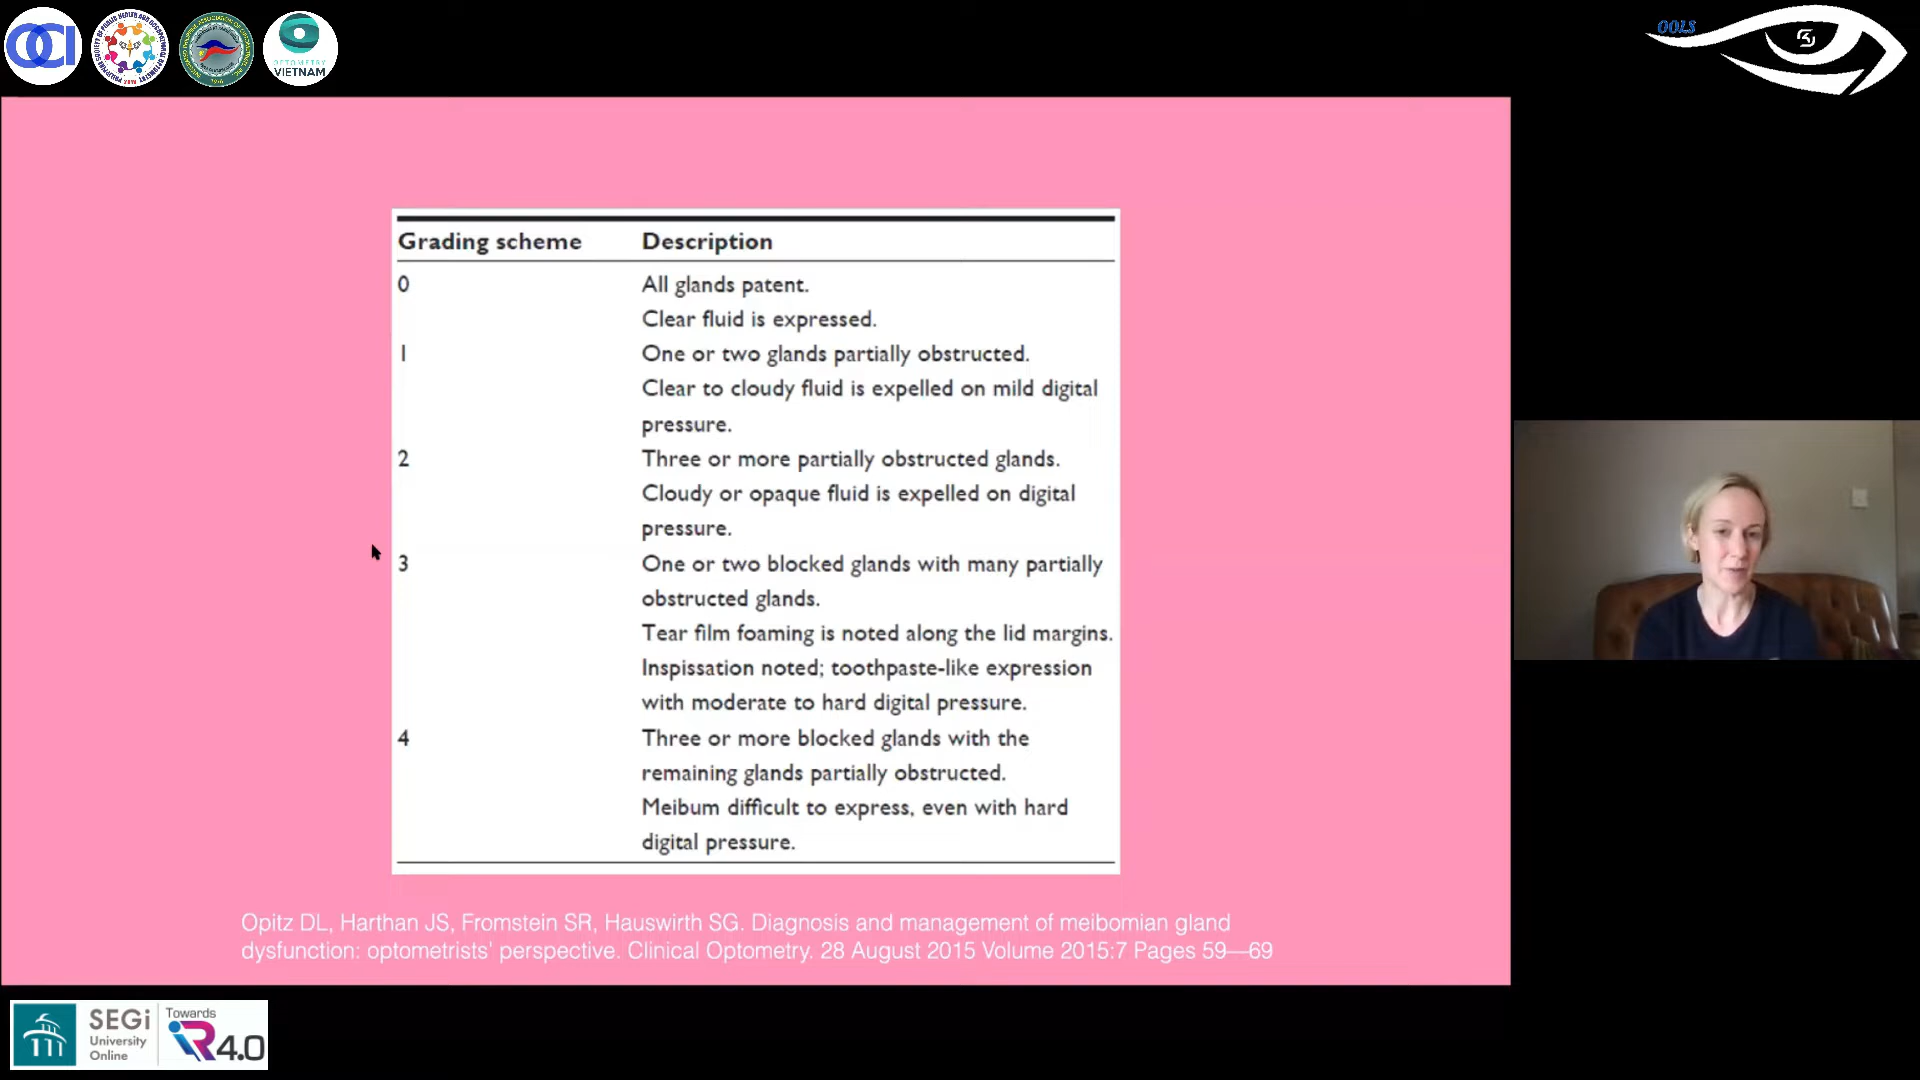 OCI
OPTOMETRY
VIETNAM
OOLS
Grading scheme Description
0 All glands patent.
Clear fluid is expressed.
1 One or two glands partially obstructed.
Clear to cloudy fluid is expelled on mild digital
pressure.
2 Three or more partially obstructed glands.
Cloudy or opaque fluid is expelled on digital
pressure.
3 One or two blocked glands with many partially
obstructed glands.
Tear film foaming is noted along the lid margins.
Inspissation noted; toothpaste-like expression
with moderate to hard digital pressure.
4 Three or more blocked glands with the
remaining glands partially obstructed.
Meibum difficult to express, even with hard
digital pressure.
Opitz DL, Harthan JS, Fromstein SR, Hauswirth SG. Diagnosis and management of meibomian gland
dysfunction: optometrists' perspective. Clinical Optometry. 28 August 2015 Volume 2015:7 Pages 59—69
SEGi
University
Online
Towards
iR4.0